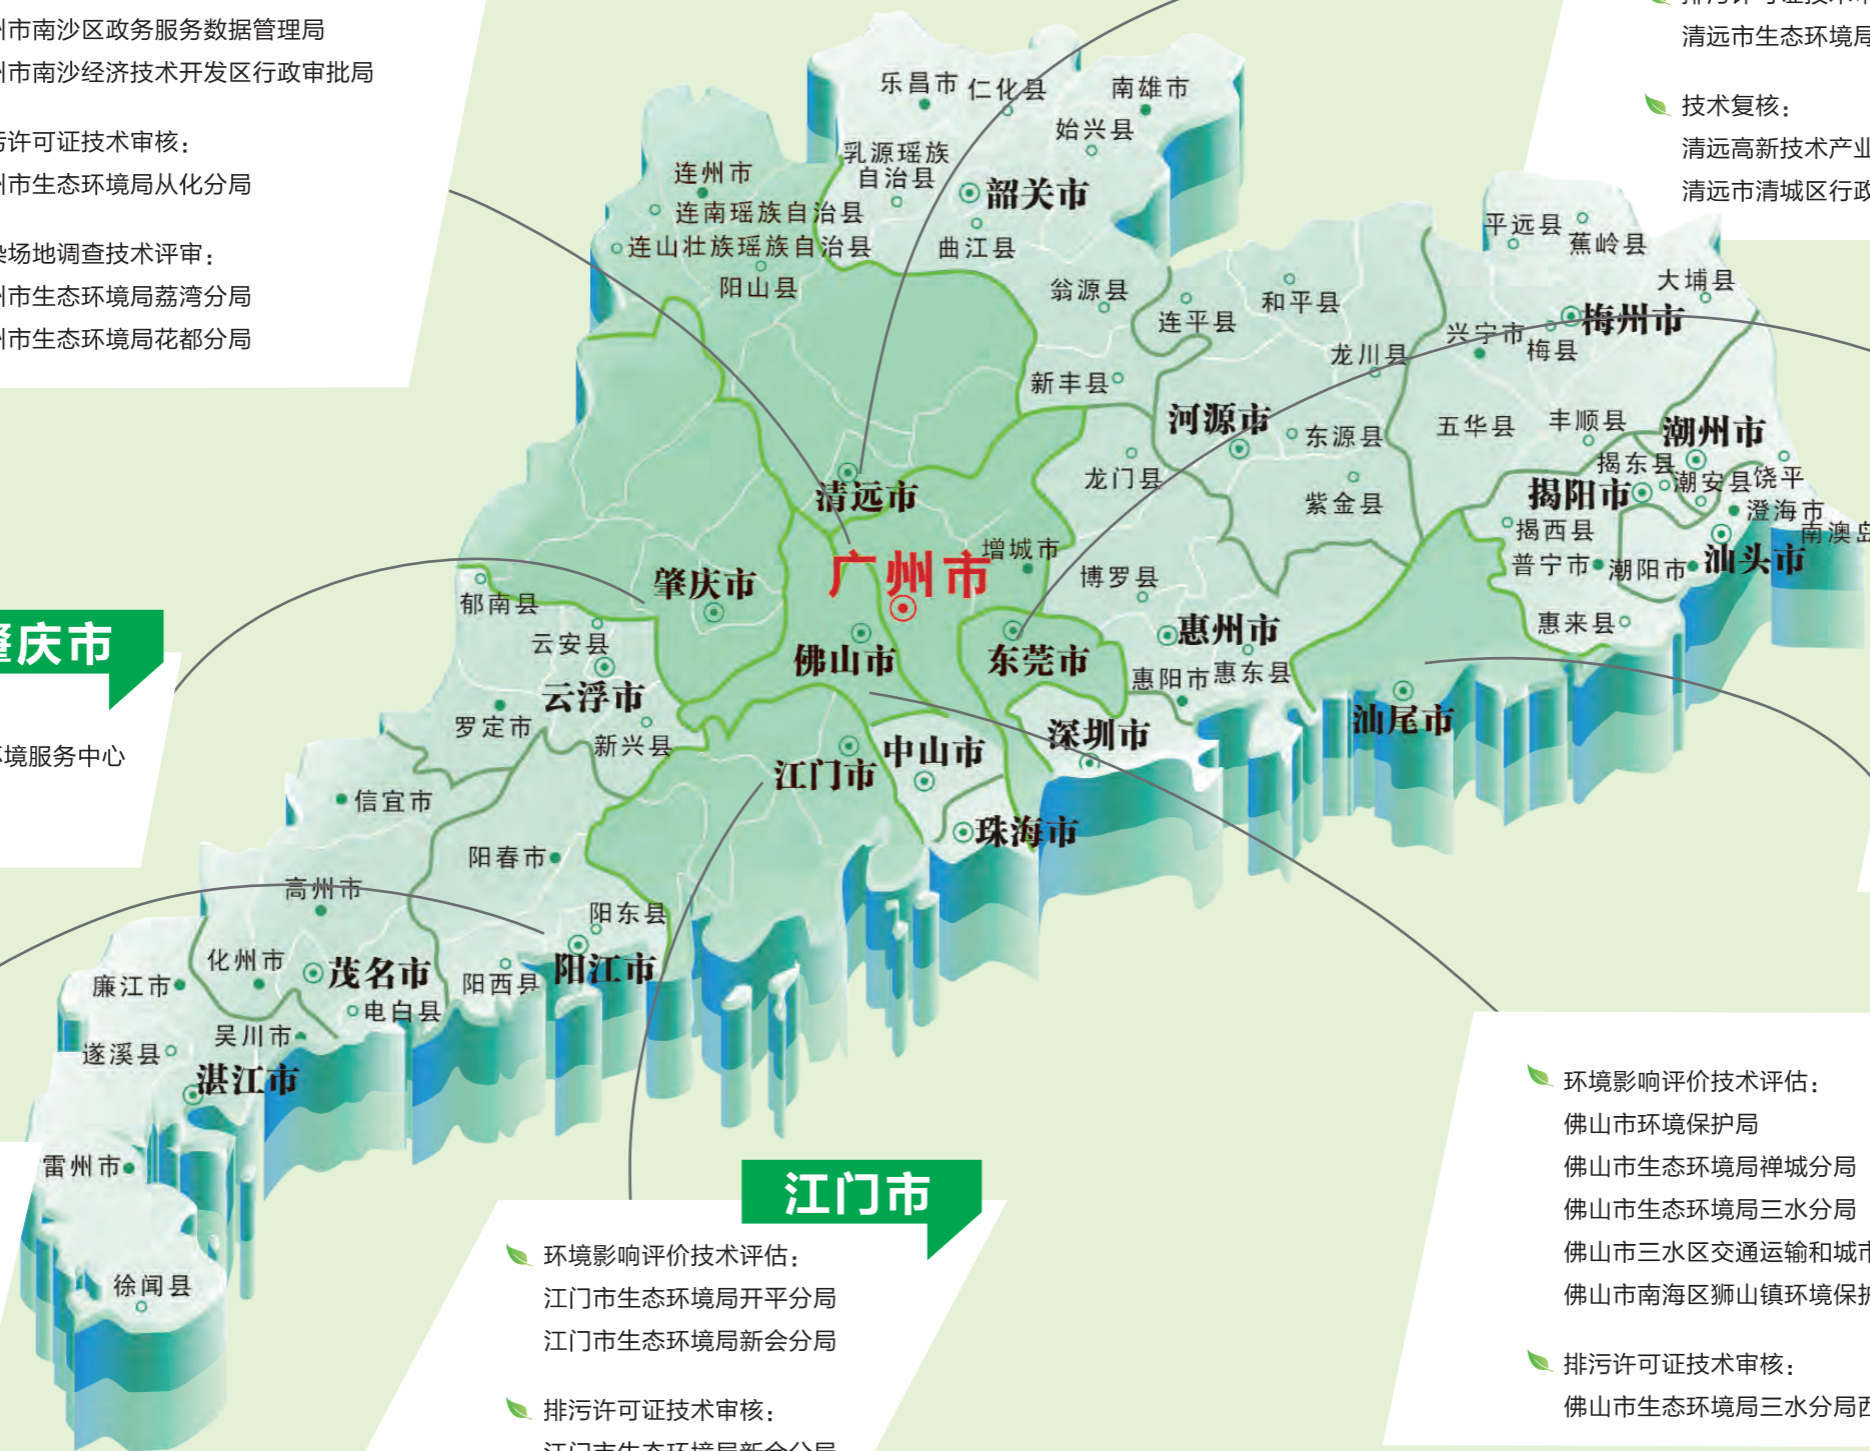 州市南沙区政务服务数据管理局
州市南沙经济技术开发区行政审批局
污许可证技术审核：
州市生态环境局从化分局
染场地调查技术评审：
州市生态环境局荔湾分局
州市生态环境局花都分局
清远市生态环境局
技术复核：
清远高新技术产业
清远市清城区行政
乐昌市
仁化县
南雄市
始兴县
乳源瑶族
自治县
韶关市
曲江县
翁源县
新丰县
连州市
连南瑶族自治县
连山壮族瑶族自治县
阳山县
清远市
连平县
和平县
龙川县
河源市
东源县
紫金县
龙门县
平远县
蕉岭县
大埔县
梅州市
兴宁市
梅县
五华县
丰顺县
潮州市
揭东县
潮安县
饶平
揭阳市
澄海市
南澳岛
揭西县
普宁市
潮阳市
汕头市
惠来县
广州市
增城市
博罗县
惠州市
惠阳市
惠东县
肇庆市
佛山市
东莞市
深圳市
汕尾市
郁南县
云安县
云浮市
罗定市
新兴县
江门市
中山市
珠海市
信宜市
阳春市
高州市
阳东县
化州市
茂名市
阳西县
阳江市
廉江市
电白县
吴川市
遂溪县
湛江市
雷州市
徐闻县
肇庆市
环境服务中心
江门市
环境影响评价技术评估：
江门市生态环境局开平分局
江门市生态环境局新会分局
排污许可证技术审核：
江门市生态环境局新会分局
环境影响评价技术评估：
佛山市环境保护局
佛山市生态环境局禅城分局
佛山市生态环境局三水分局
佛山市三水区交通运输和城市
佛山市南海区狮山镇环境保护
排污许可证技术审核：
佛山市生态环境局三水分局西